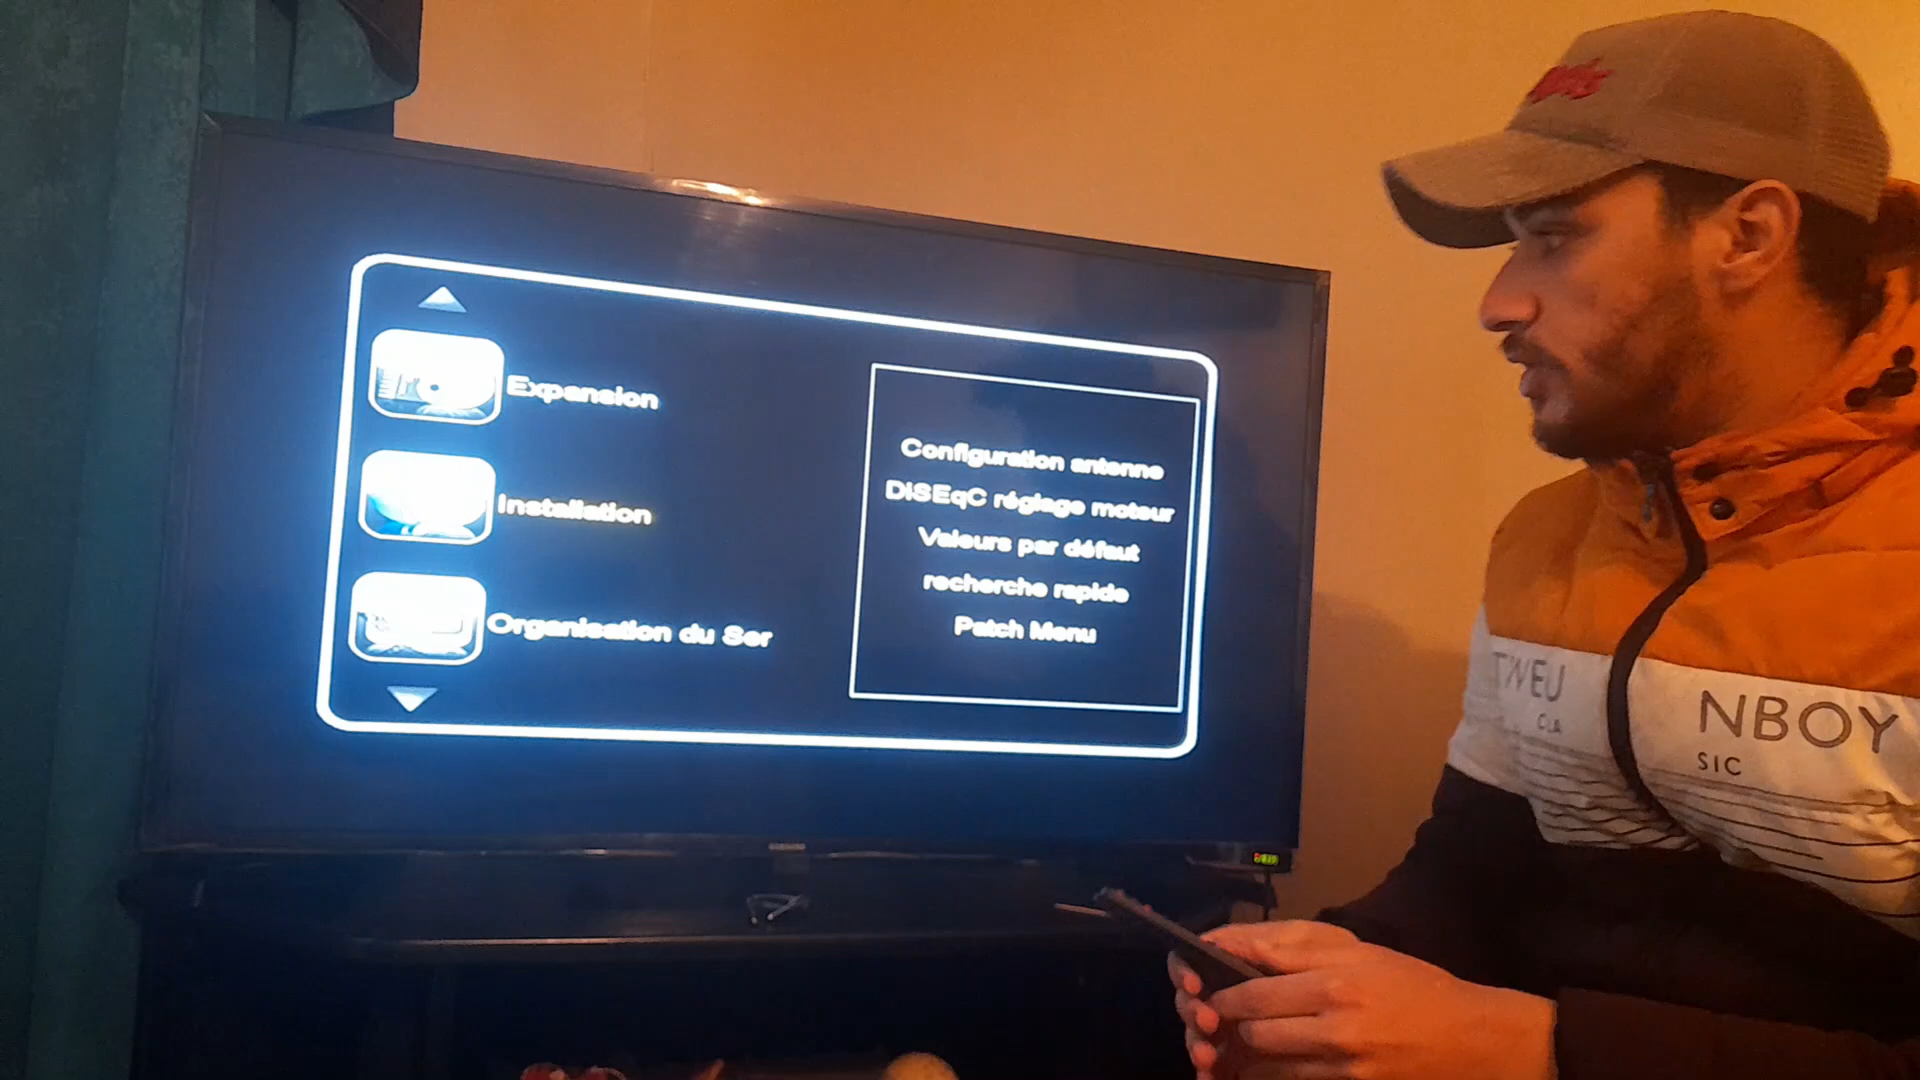 Expansion
Installation
Organisation du Ser
Configuration antenne
DiSEqC réglage moteur
Valeurs par défaut
recherche rapide
Patch Menu
NBOY
SIC